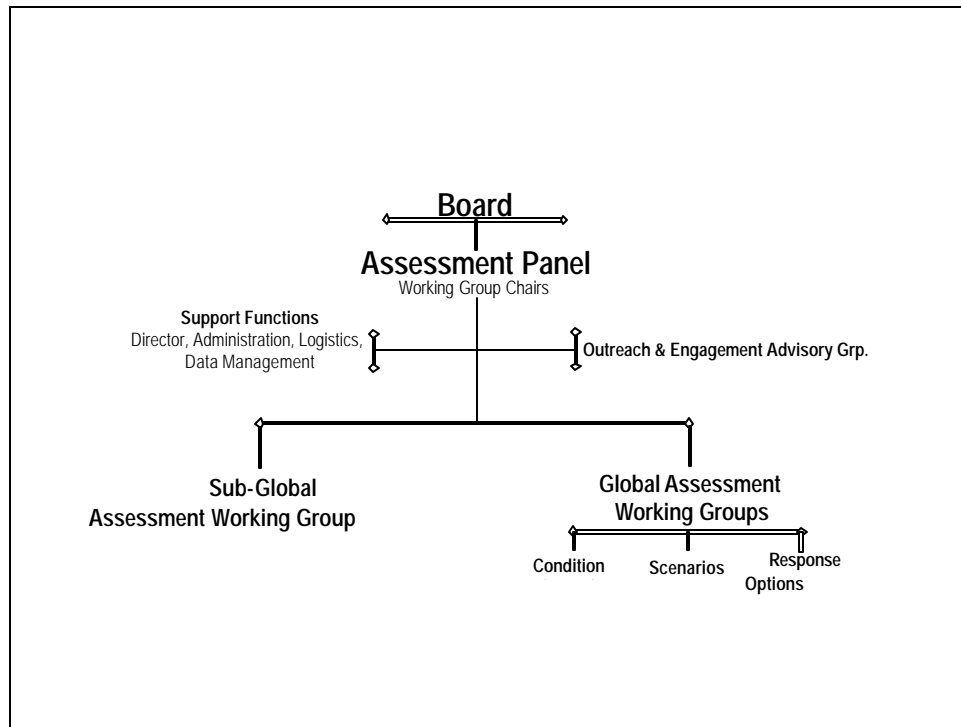 Board
Assessment Panel
Working Group Chairs
Support Functions
Director, Administration, Logistics,
Data Management
Outreach & Engagement Advisory Grp.
Sub-Global
Assessment Working Group
Global Assessment
Working Groups
Condition
Scenarios
Response
Options